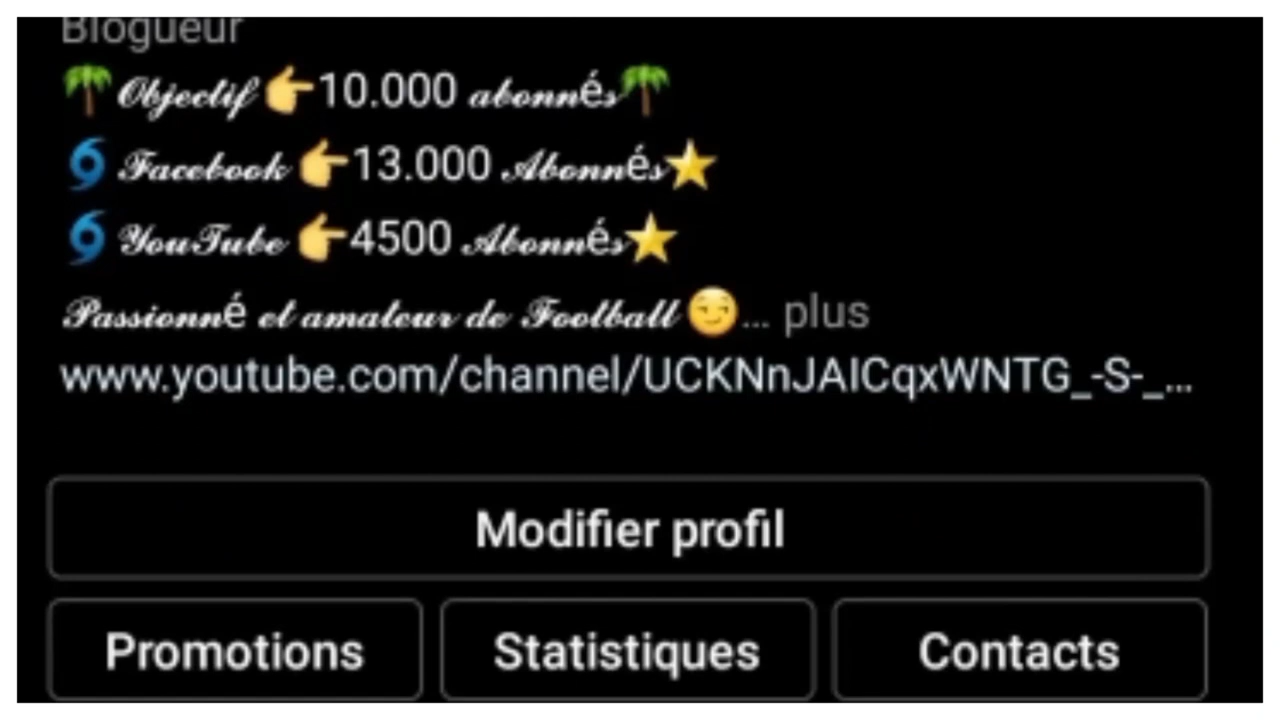 Blogueur
🌴𝒪𝒷𝒿ℯ𝒸𝓉𝒾𝒻 👉10.000 𝒶𝒷ℴ𝓃𝓃é𝓈🌴
🌀 ℱ𝒶𝒸ℯ𝒷ℴℴ𝓀 👉13.000 𝒜𝒷ℴ𝓃𝓃é𝓈⭐
🌀 𝒴ℴ𝓊𝒯𝓊𝒷ℯ 👉4500 𝒜𝒷ℴ𝓃𝓃é𝓈⭐
𝒫𝒶𝓈𝓈𝒾ℴ𝓃𝓃é ℯ𝓉 𝒶𝓂𝒶𝓉ℯ𝓊𝓇 𝒹ℯ ℱℴℴ𝓉𝒷𝒶𝓁𝓁 😏... plus
www.youtube.com/channel/UCKNnJAICqxWNTG_-S-_...
Modifier profil
Promotions Statistiques Contacts